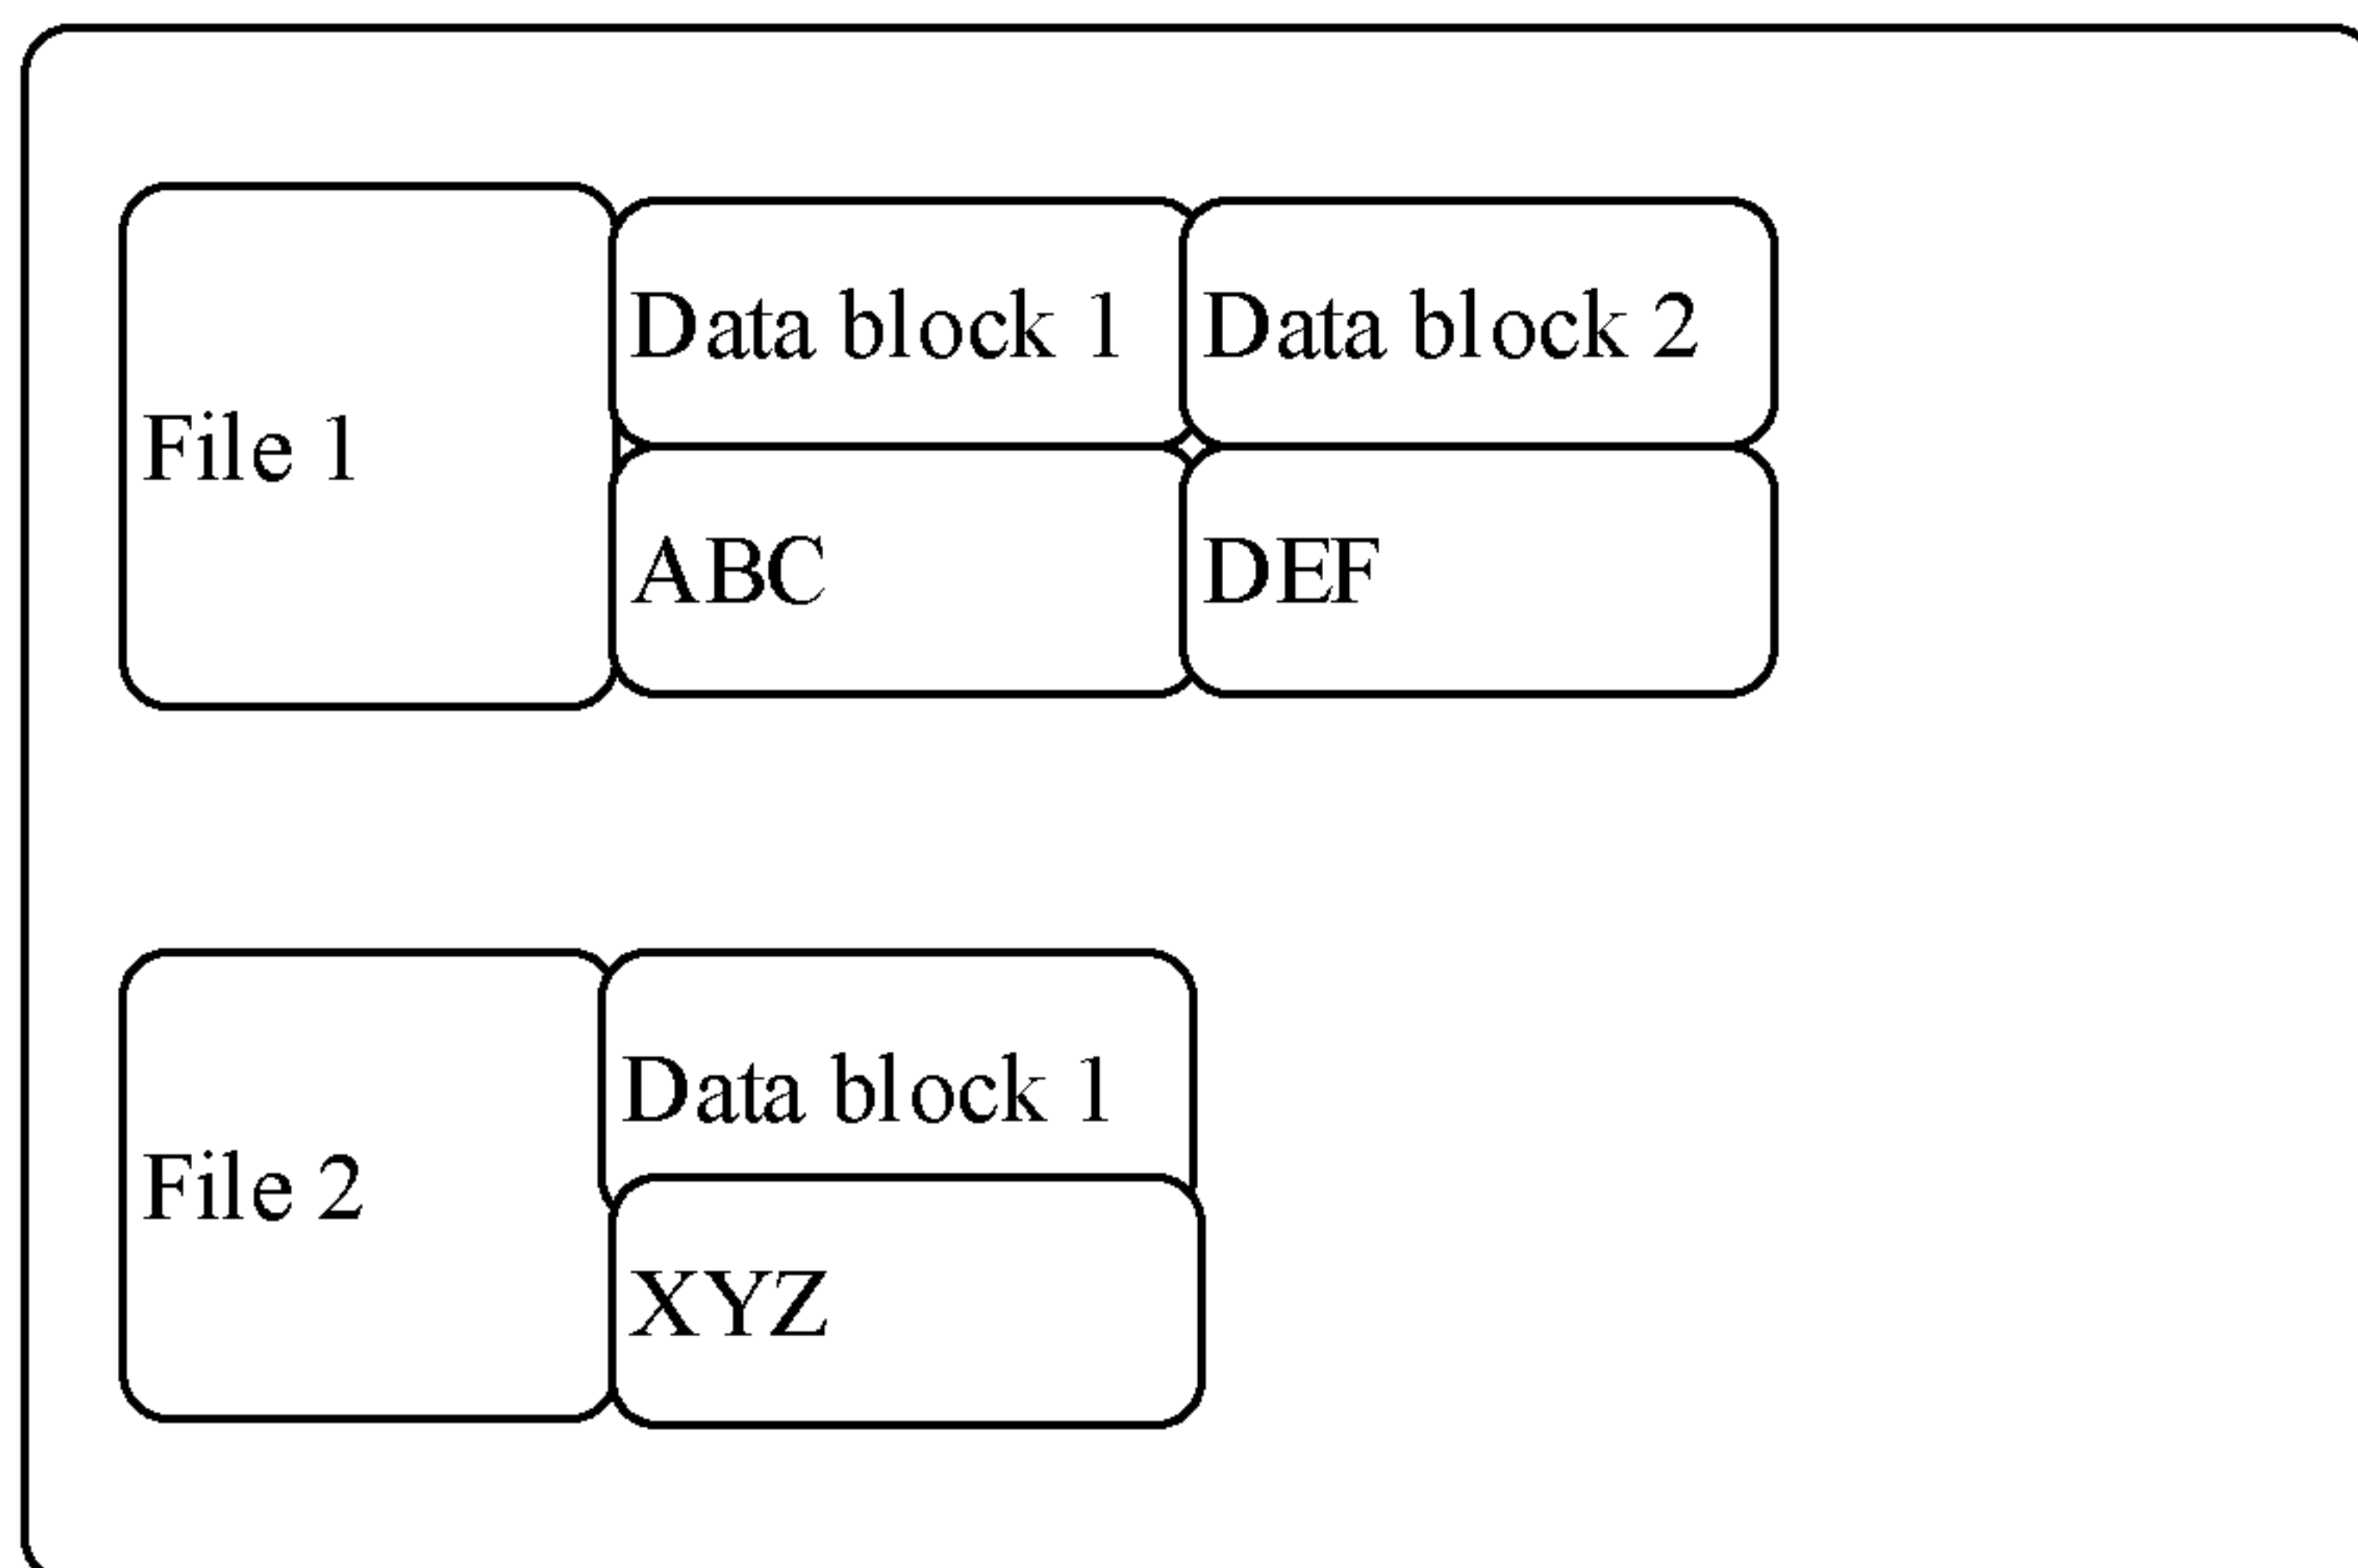 File 1
Data block 1
Data block 2
ABC
DEF
File 2
Data block 1
XYZ